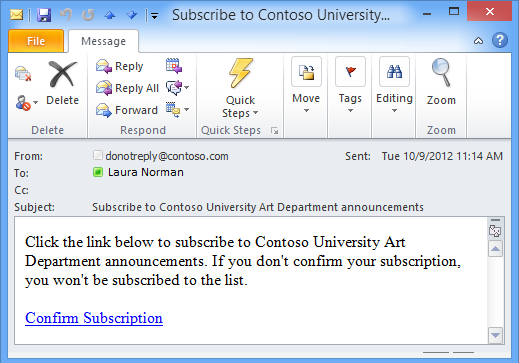 Subscribe to Contoso University...
File Message
Delete
Reply
Reply All
Forward
Quick Steps
Move
Tags
Editing
Zoom
Delete Respond Quick Steps Zoom
From: donotreply@contoso.com Sent: Tue 10/9/2012 11:14 AM
To: Laura Norman
Cc:
Subject: Subscribe to Contoso University Art Department announcements
Click the link below to subscribe to Contoso University Art
Department announcements. If you don't confirm your subscription,
you won't be subscribed to the list.
Confirm Subscription